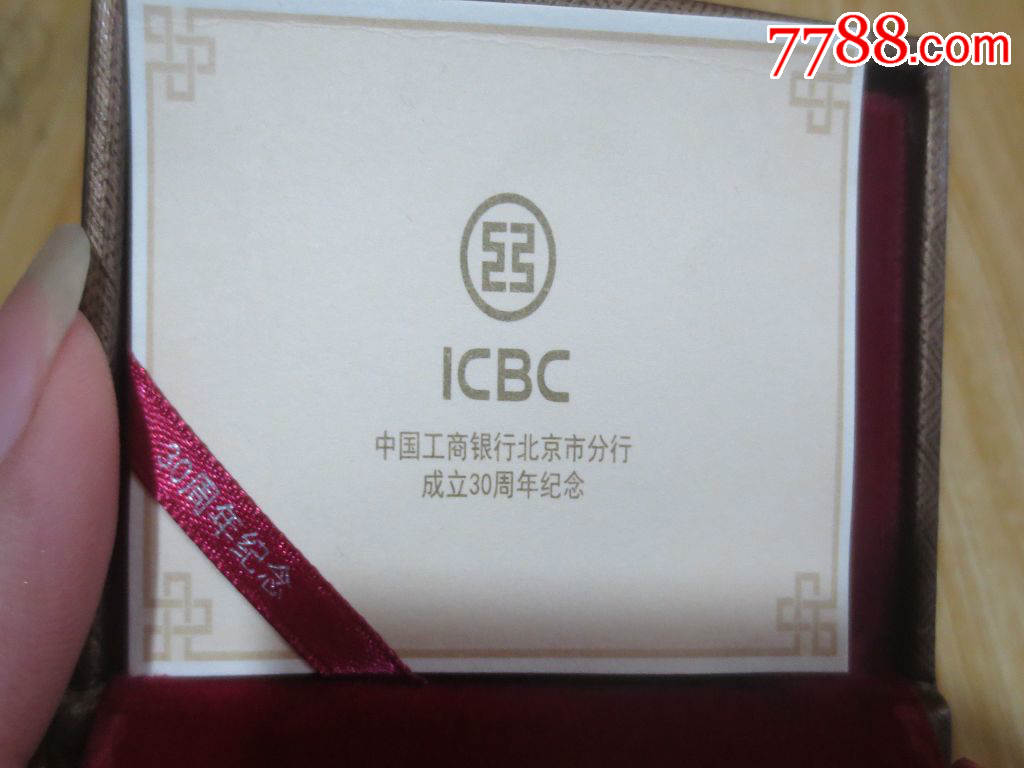 7788.com
ICBC
中国工商银行北京市分行
成立30周年纪念
30周年纪念